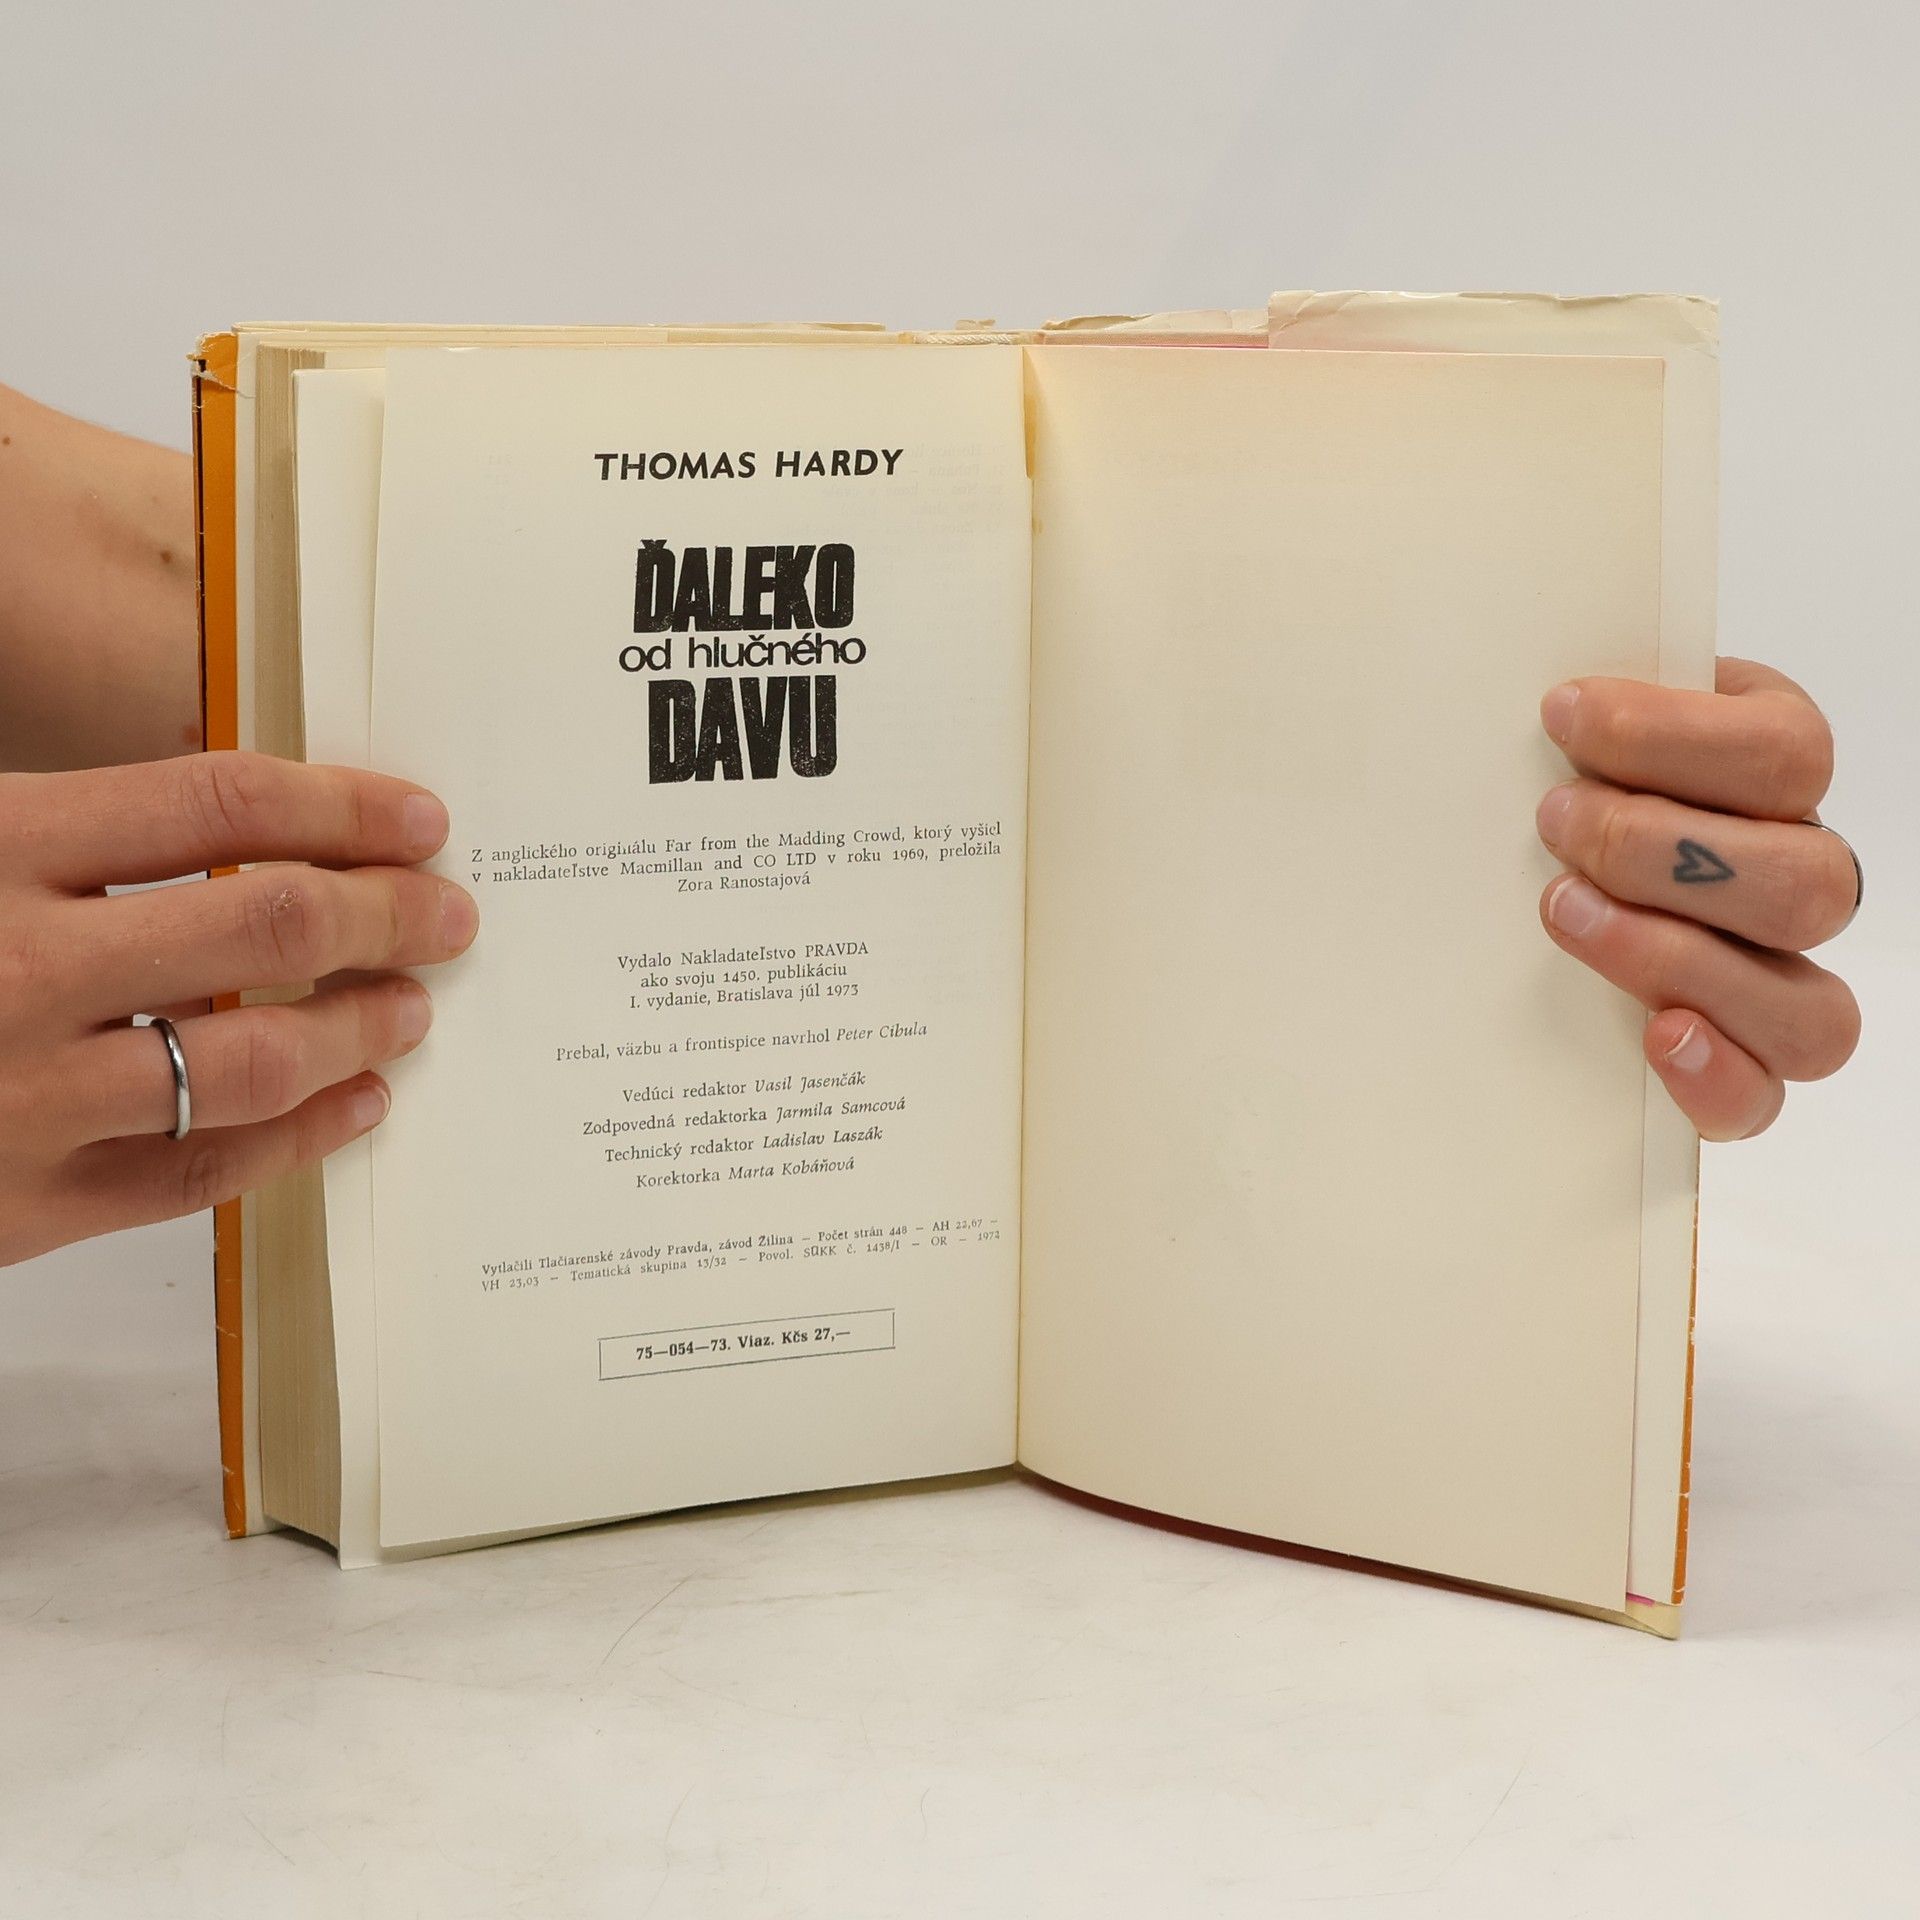 THOMAS HARDY
ĎALEKO
od hlučného
DAVU
Z anglického originálu Far from the Madding Crowd, ktorý vyšiel
v nakladateľstve Macmillan and CO LTD v roku 1969, preložila
Zora Ranostajová
Vydalo Nakladateľstvo PRAVDA
ako svoju 1450. publikáciu
I. vydanie, Bratislava júl 1973
Prebal, väzbu a frontispice navrhol Peter Cibula
Vedúci redaktor Vasil Jasenčák
Zodpovedná redaktorka Jarmila Samcová
Technický redaktor Ladislav Laszák
Korektorka Marta Kobáňová
Vytlačili Tlačiarenské závody Pravda, závod Žilina — Počet strán 448 — AH 22,67 —
VH 23,03 — Tematická skupina 13/32 — Povol. SÚKK č. 1438/I — OR — 1972
75—054—73. Viaz. Kčs 27,—